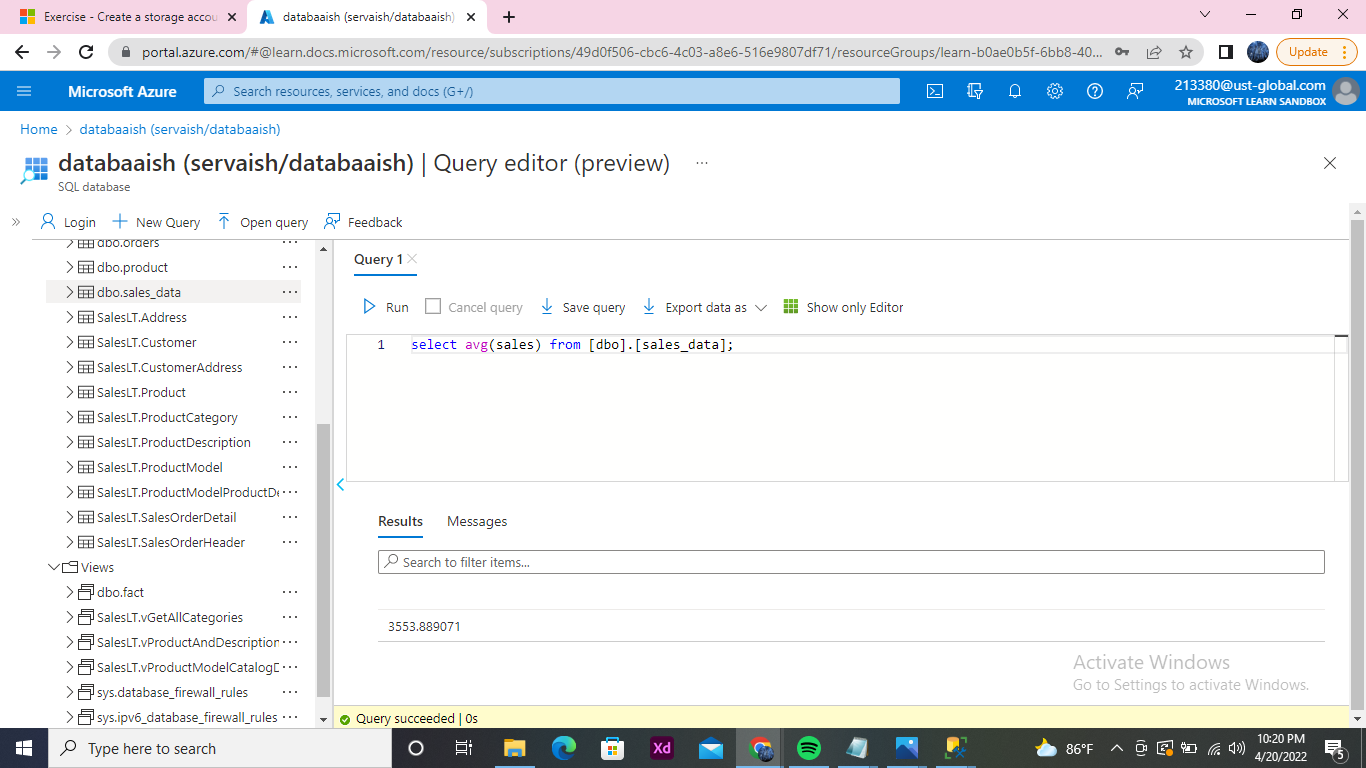 Exercise - Create a storage accou
databaaish (servaish/databaaish)
portal.azure.com/#@learn.docs.microsoft.com/resource/subscriptions/49d0f506-cbc6-4c03-a8e6-516e9807df71/resourceGroups/learn-b0ae0b5f-6bb8-40...
Update
Microsoft Azure
Search resources, services, and docs (G+/)
213380@ust-global.com
MICROSOFT LEARN SANDBOX
Home > databaaish (servaish/databaaish)
databaaish (servaish/databaaish) | Query editor (preview) ...
SQL database
Login
New Query
Open query
Feedback
dbo.orders
dbo.product
dbo.sales_data
SalesLT.Address
SalesLT.Customer
SalesLT.CustomerAddress
SalesLT.Product
SalesLT.ProductCategory
SalesLT.ProductDescription
SalesLT.ProductModel
SalesLT.ProductModelProductDe
SalesLT.SalesOrderDetail
SalesLT.SalesOrderHeader
Views
dbo.fact
SalesLT.vGetAllCategories
SalesLT.vProductAndDescription
SalesLT.vProductModelCatalogD
sys.database_firewall_rules
sys.ipv6_database_firewall_rules
Query 1
Run
Cancel query
Save query
Export data as
Show only Editor
1 select avg(sales) from [dbo].[sales_data];
Results
Messages
Search to filter items...
3553.889071
Activate Windows
Go to Settings to activate Windows.
Query succeeded | 0s
Type here to search
Xd
86°F
10:20 PM
4/20/2022
5